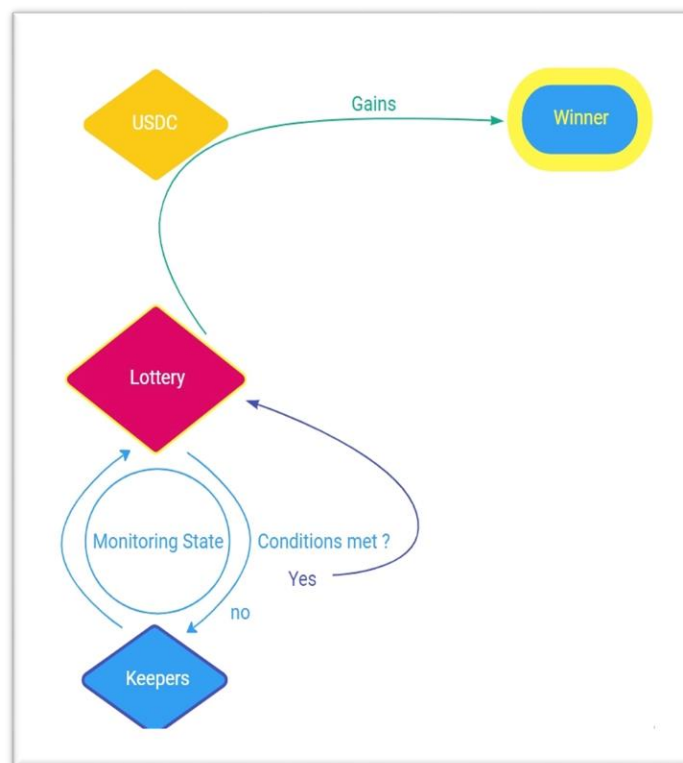 USDC
Gains
Winner
Lottery
Monitoring State
Conditions met ?
Yes
no
Keepers